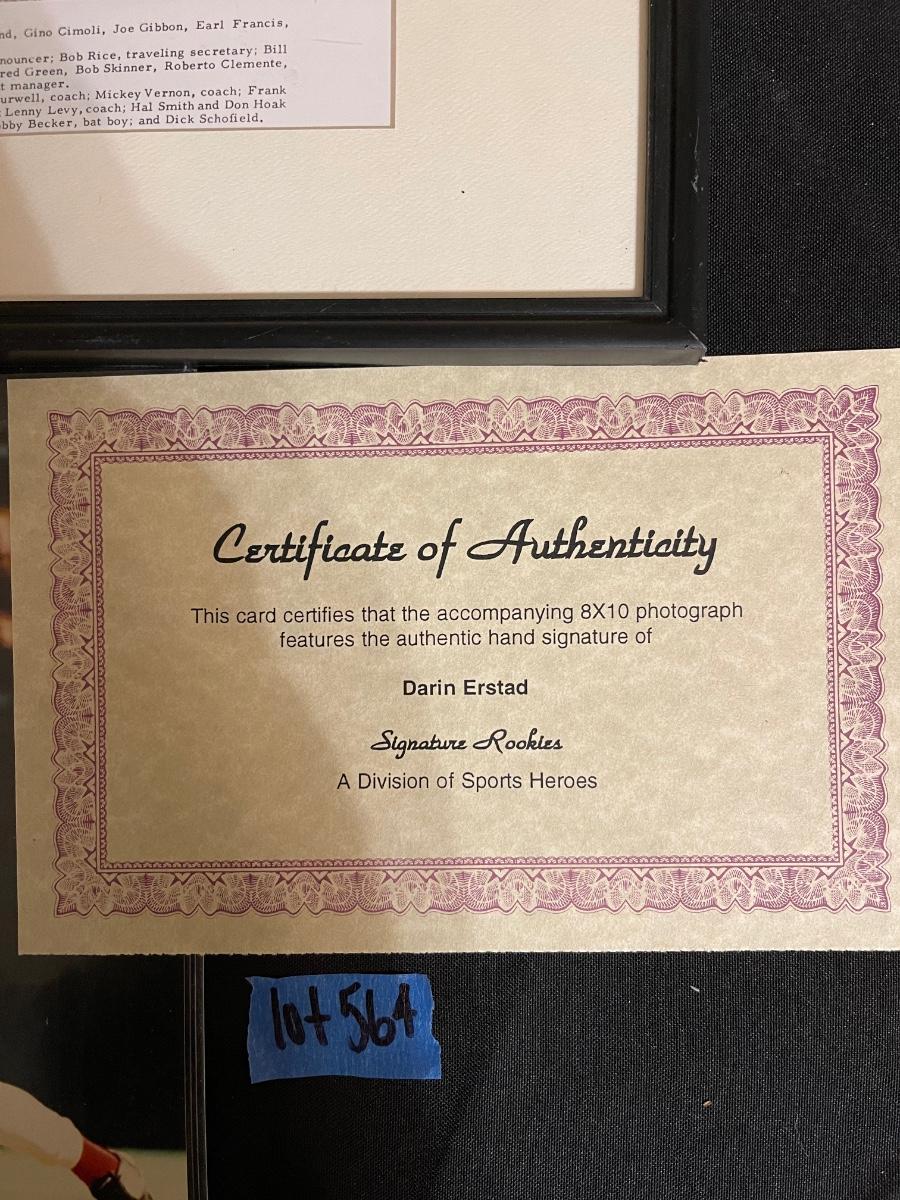 nd, Gino Cimoli, Joe Gibbon, Earl Francis,
nouncer; Bob Rice, traveling secretary; Bill
red Green, Bob Skinner, Roberto Clemente,
t manager.
urwell, coach; Mickey Vernon, coach; Frank
; Lenny Levy, coach; Hal Smith and Don Hoak
bby Becker, bat boy; and Dick Schofield.
Certificate of Authenticity
This card certifies that the accompanying 8X10 photograph
features the authentic hand signature of
Darin Erstad
Signature Rookies
A Division of Sports Heroes
lot 564